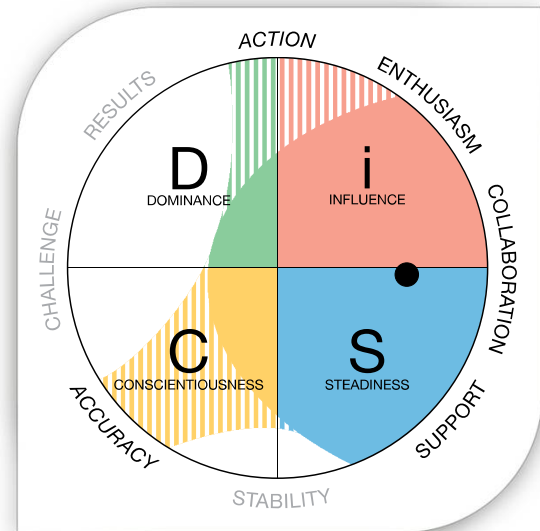 ACTION
RESULTS
ENTHUSIASM
D
DOMINANCE
i
INFLUENCE
CHALLENGE
COLLABORATION
C
CONSCIENTIOUSNESS
S
STEADINESS
ACCURACY
SUPPORT
STABILITY